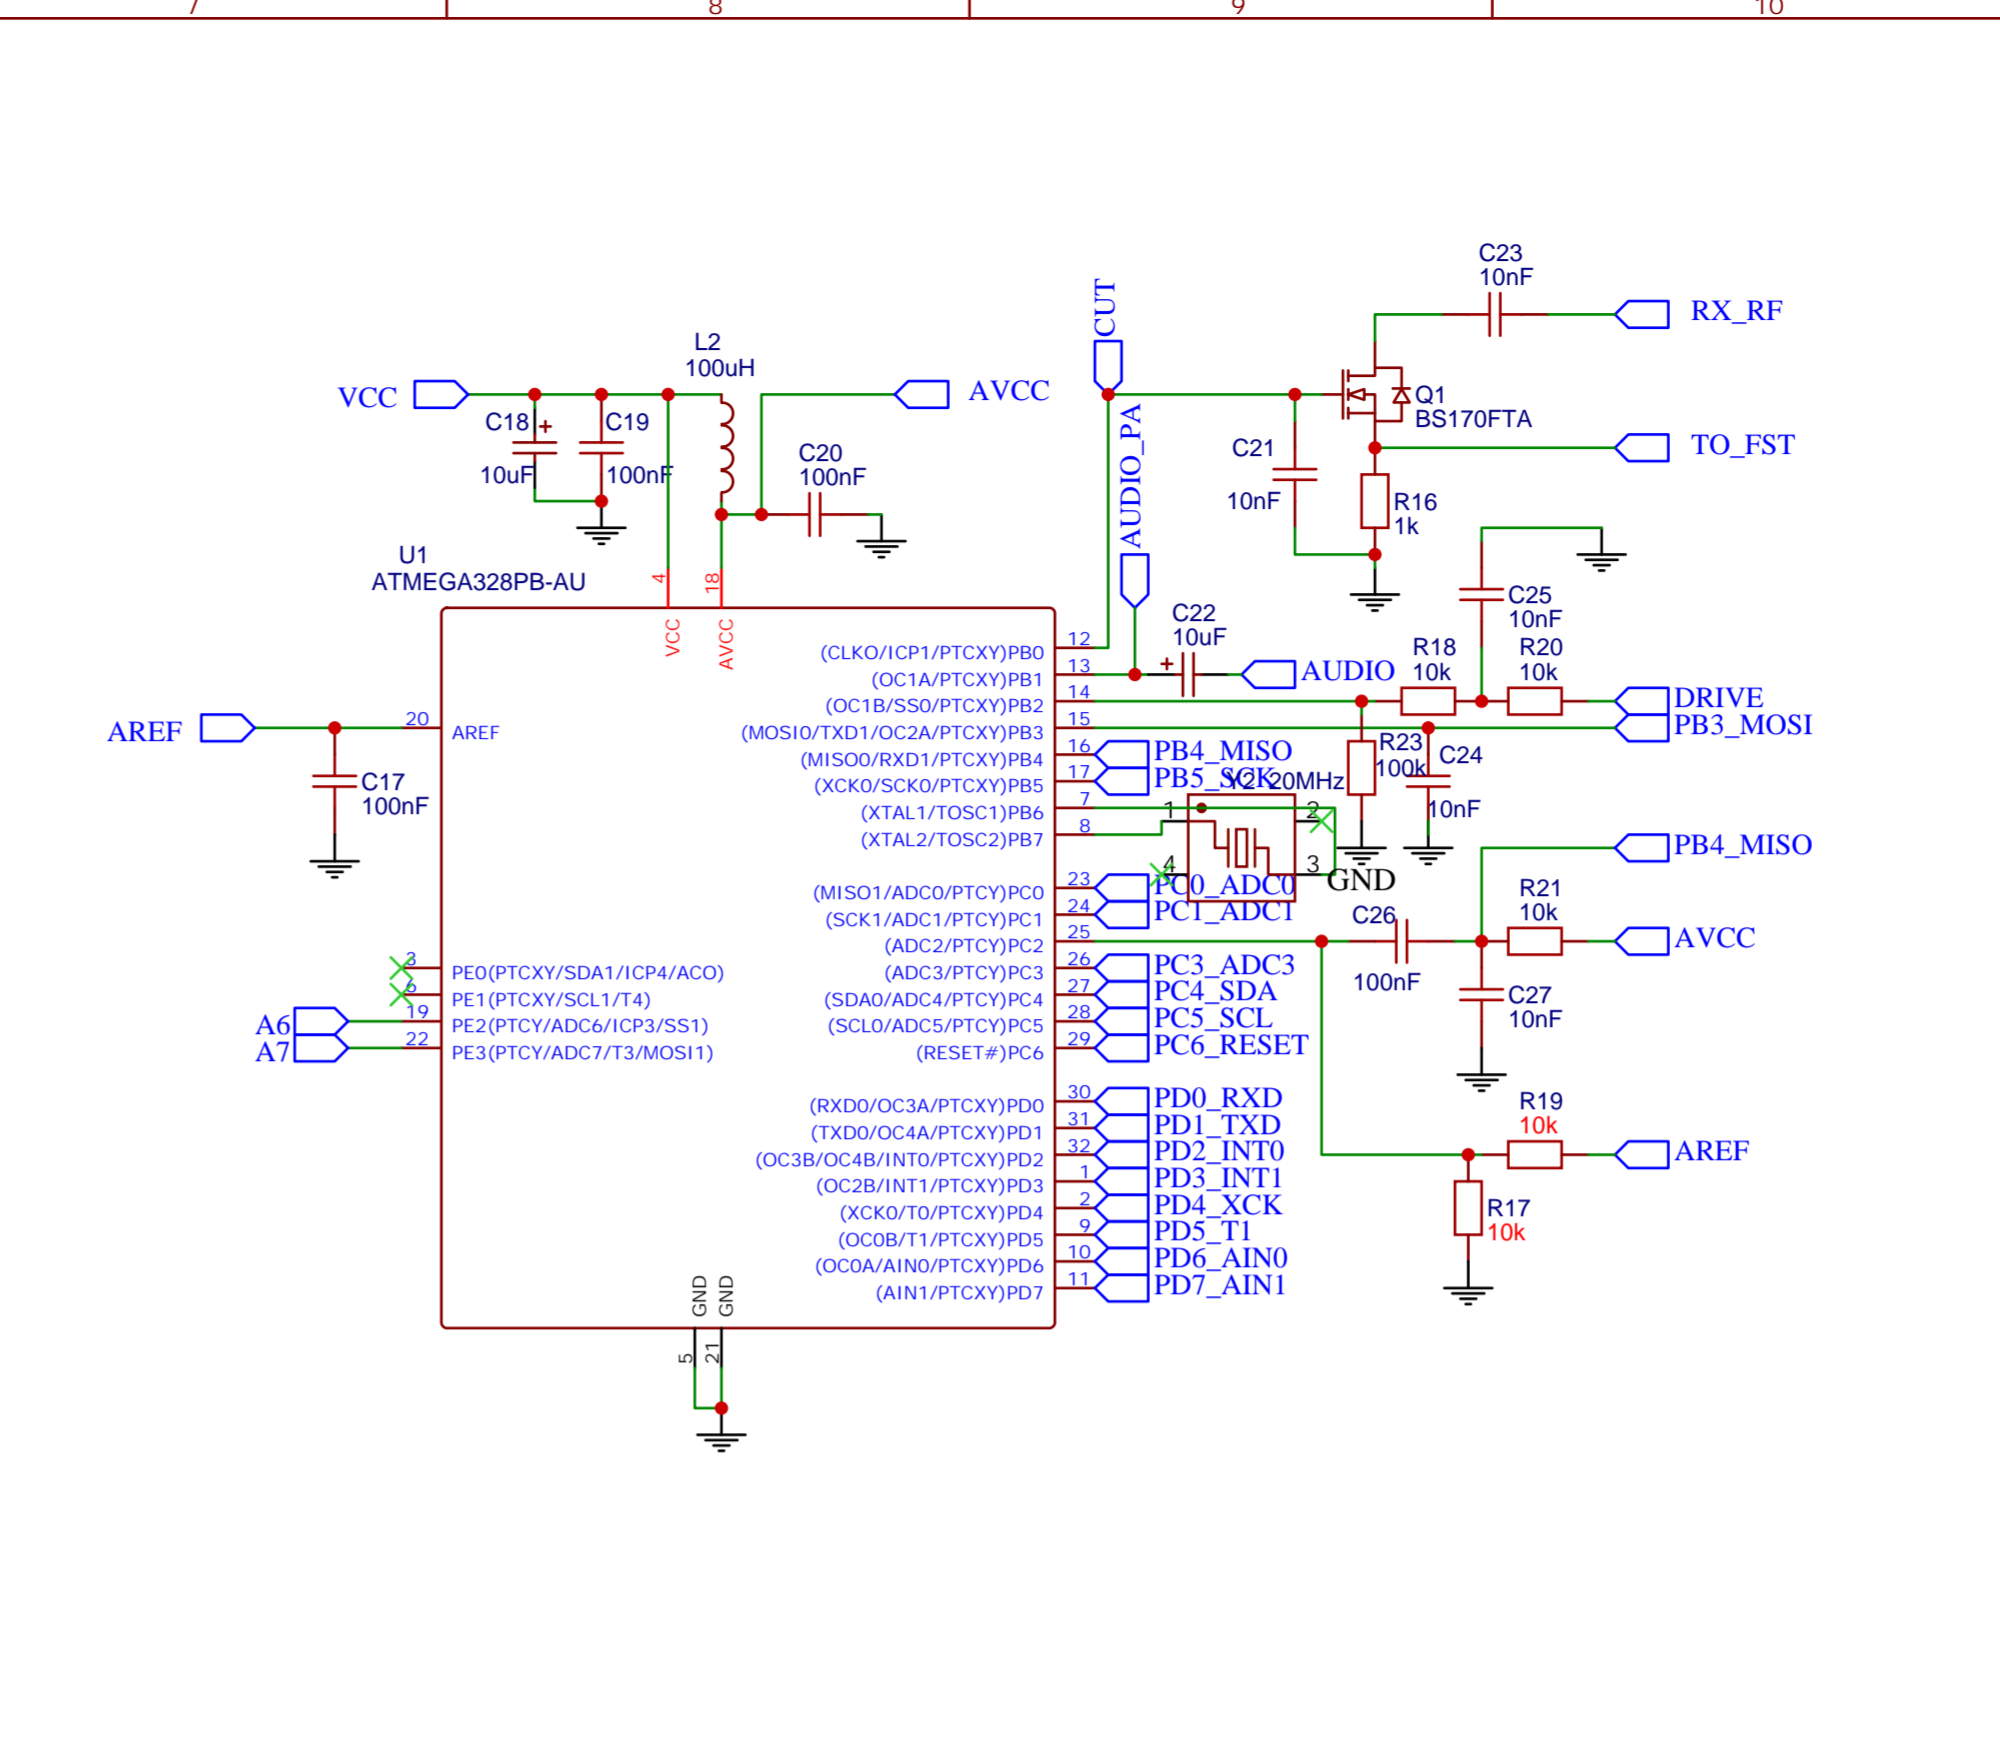 7
8
9
10
C23
10nF
RX_RF
CUT
L2
100uH
VCC
AVCC
Q1
BS170FTA
C18
+
10uF
C19
100nF
C20
100nF
AUDIO_PA
C21
10nF
TO_FST
R16
1k
U1
ATMEGA328PB-AU
4
18
VCC
AVCC
C22
10uF
+
AUDIO
C25
10nF
R18
10k
R20
10k
DRIVE
PB3_MOSI
AREF
20
AREF
C17
100nF
(CLKO/ICP1/PTCXY)PB0
12
(OC1A/PTCXY)PB1
13
(OC1B/SS0/PTCXY)PB2
14
(MOSI0/TXD1/OC2A/PTCXY)PB3
15
(MISO0/RXD1/PTCXY)PB4
16
PB4_MISO
(XCK0/SCK0/PTCXY)PB5
17
PB5_SCK
(XTAL1/TOSC1)PB6
7
(XTAL2/TOSC2)PB7
8
Y2 20MHz
1
2
4
3
GND
R23
100k
C24
10nF
PB4_MISO
(MISO1/ADC0/PTCY)PC0
23
PC0_ADC0
(SCK1/ADC1/PTCY)PC1
24
PC1_ADC1
(ADC2/PTCY)PC2
25
(ADC3/PTCY)PC3
26
PC3_ADC3
(SDA0/ADC4/PTCY)PC4
27
PC4_SDA
(SCL0/ADC5/PTCY)PC5
28
PC5_SCL
(RESET#)PC6
29
PC6_RESET
C26
100nF
R21
10k
AVCC
C27
10nF
3
PE0(PTCXY/SDA1/ICP4/ACO)
6
PE1(PTCXY/SCL1/T4)
A6
19
PE2(PTCY/ADC6/ICP3/SS1)
A7
22
PE3(PTCY/ADC7/T3/MOSI1)
(RXD0/OC3A/PTCXY)PD0
30
PD0_RXD
(TXD0/OC4A/PTCXY)PD1
31
PD1_TXD
(OC3B/OC4B/INT0/PTCXY)PD2
32
PD2_INT0
(OC2B/INT1/PTCXY)PD3
1
PD3_INT1
(XCK0/T0/PTCXY)PD4
2
PD4_XCK
(OC0B/T1/PTCXY)PD5
9
PD5_T1
(OC0A/AIN0/PTCXY)PD6
10
PD6_AIN0
(AIN1/PTCXY)PD7
11
PD7_AIN1
R19
10k
AREF
R17
10k
GND
GND
5
21